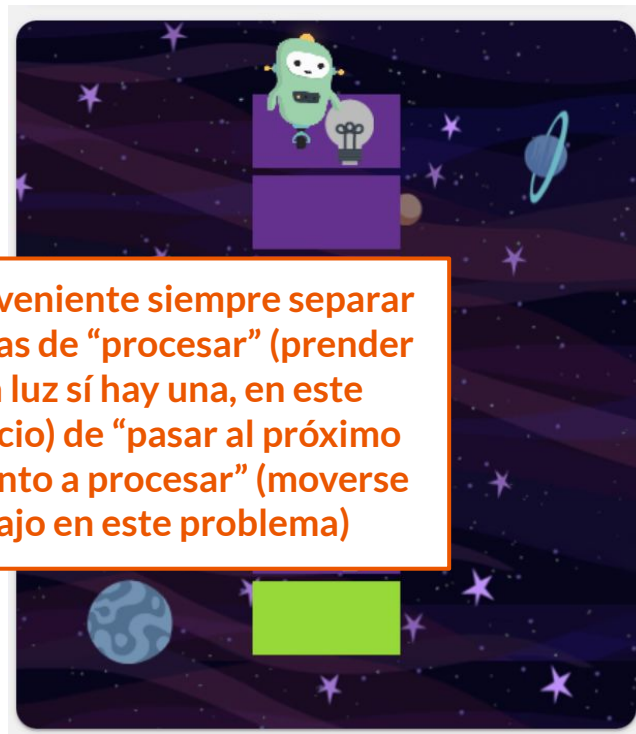 veniente siempre separar
as de “procesar” (prender
luz sí hay una, en este
cio) de “pasar al próximo
nto a procesar” (moverse
ajo en este problema)